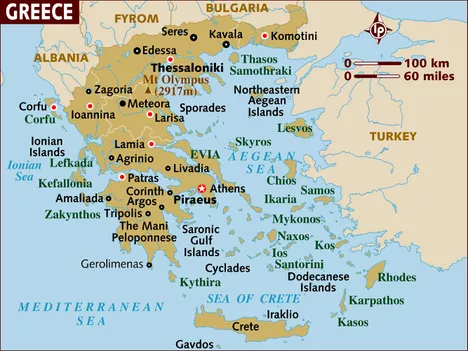 GREECE
BULGARIA
FYROM
ALBANIA
Seres
Kavala
Komotini
lp
Edessa
Thessaloniki
Thasos
Samothraki
0 100 km
0 60 miles
Mt Olympus
(2917m)
Zagoria
Meteora
Northeastern
Aegean
Islands
Corfu
Corfu
Ioannina
Larisa
Sporades
Lesvos
TURKEY
Ionian
Islands
Lamia
Skyros
Ionian
Sea
Lefkada
Agrinio
EVIA
AEGEAN
SEA
Livadia
Kefallonia
Patras
Athens
Chios
Samos
Amaliada
Corinth
Argos
Piraeus
Ikaria
Zakynthos
Tripolis
Mykonos
The Mani
Peloponnese
Saronic
Gulf
Islands
Naxos
Kos
Ios
Santorini
Gerolimenas
Cyclades
Dodecanese
Islands
Rhodes
Kythira
MEDITERRANEAN
SEA
SEA OF CRETE
Karpathos
Iraklio
Kasos
Crete
Gavdos